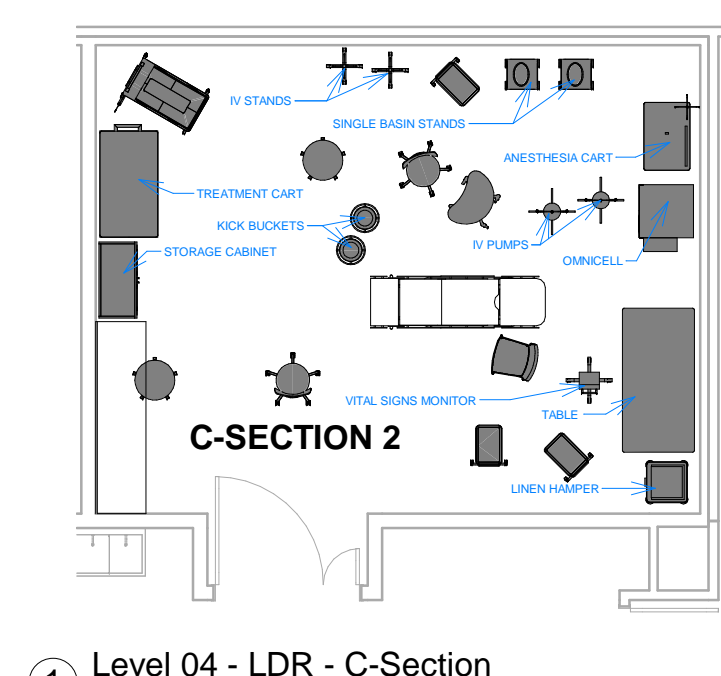 IV STANDS
SINGLE BASIN STANDS
ANESTHESIA CART
TREATMENT CART
KICK BUCKETS
IV PUMPS
STORAGE CABINET
OMNICELL
VITAL SIGNS MONITOR
TABLE
C-SECTION 2
LINEN HAMPER
1 Level 04 - LDR - C-Section